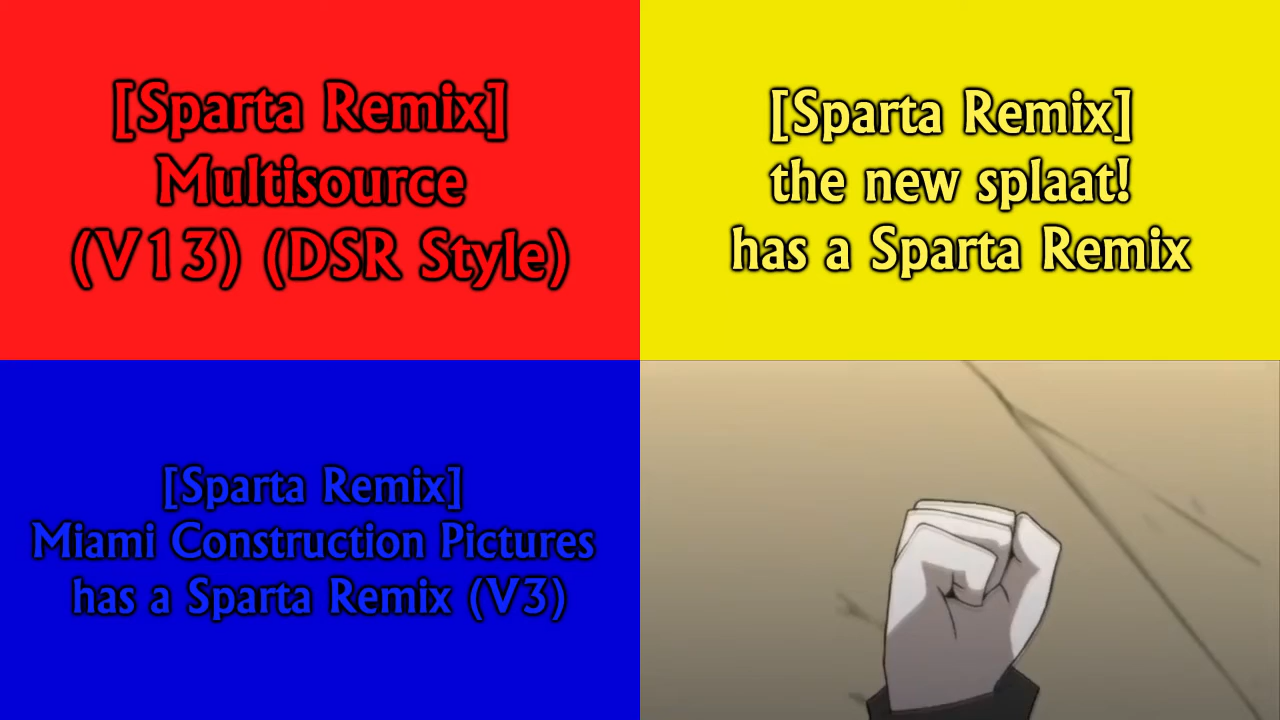 [Sparta Remix]
Multisource
(V13) (DSR Style)
[Sparta Remix]
the new splaat!
has a Sparta Remix
[Sparta Remix]
Miami Construction Pictures
has a Sparta Remix (V3)